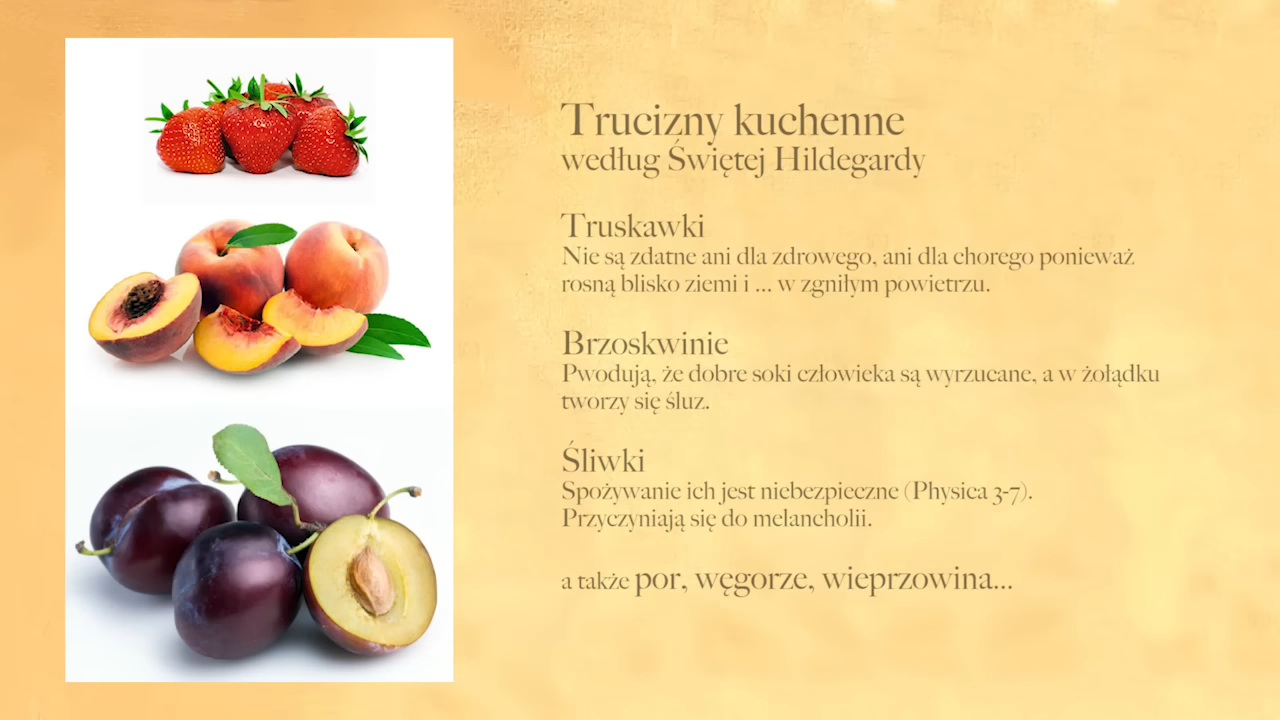 Trucizny kuchenne
według Świętej Hildegardy
Truskawki
Nie są zdatne ani dla zdrowego, ani dla chorego ponieważ
rosną blisko ziemi i ... w zgniłym powietrzu.
Brzoskwinie
Pwodują, że dobre soki człowieka są wyrzucane, a w żołądku
tworzy się śluz.
Śliwki
Spożywanie ich jest niebezpieczne (Physica 3-7).
Przyczyniają się do melancholii.
a także por, węgorze, wieprzowina...